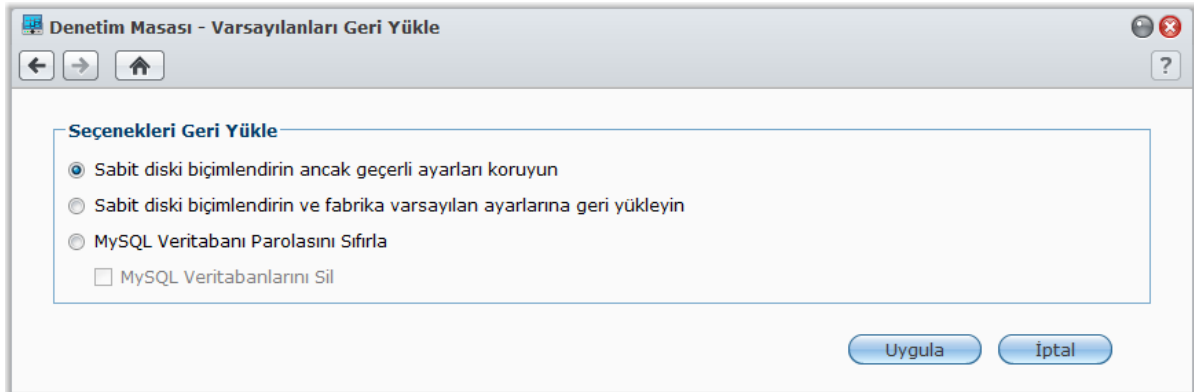 Denetim Masası - Varsayılanları Geri Yükle
?
Seçenekleri Geri Yükle
Sabit diski biçimlendirin ancak geçerli ayarları koruyun
Sabit diski biçimlendirin ve fabrika varsayılan ayarlarına geri yükleyin
MySQL Veritabanı Parolasını Sıfırla
MySQL Veritabanlarını Sil
Uygula İptal